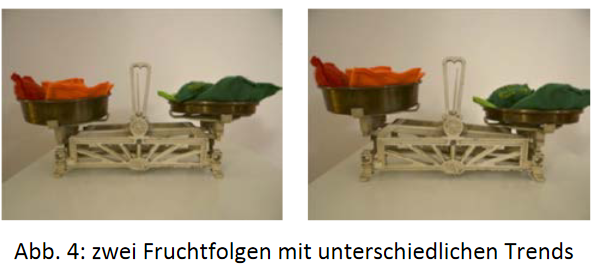 Abb. 4: zwei Fruchtfolgen mit unterschiedlichen Trends